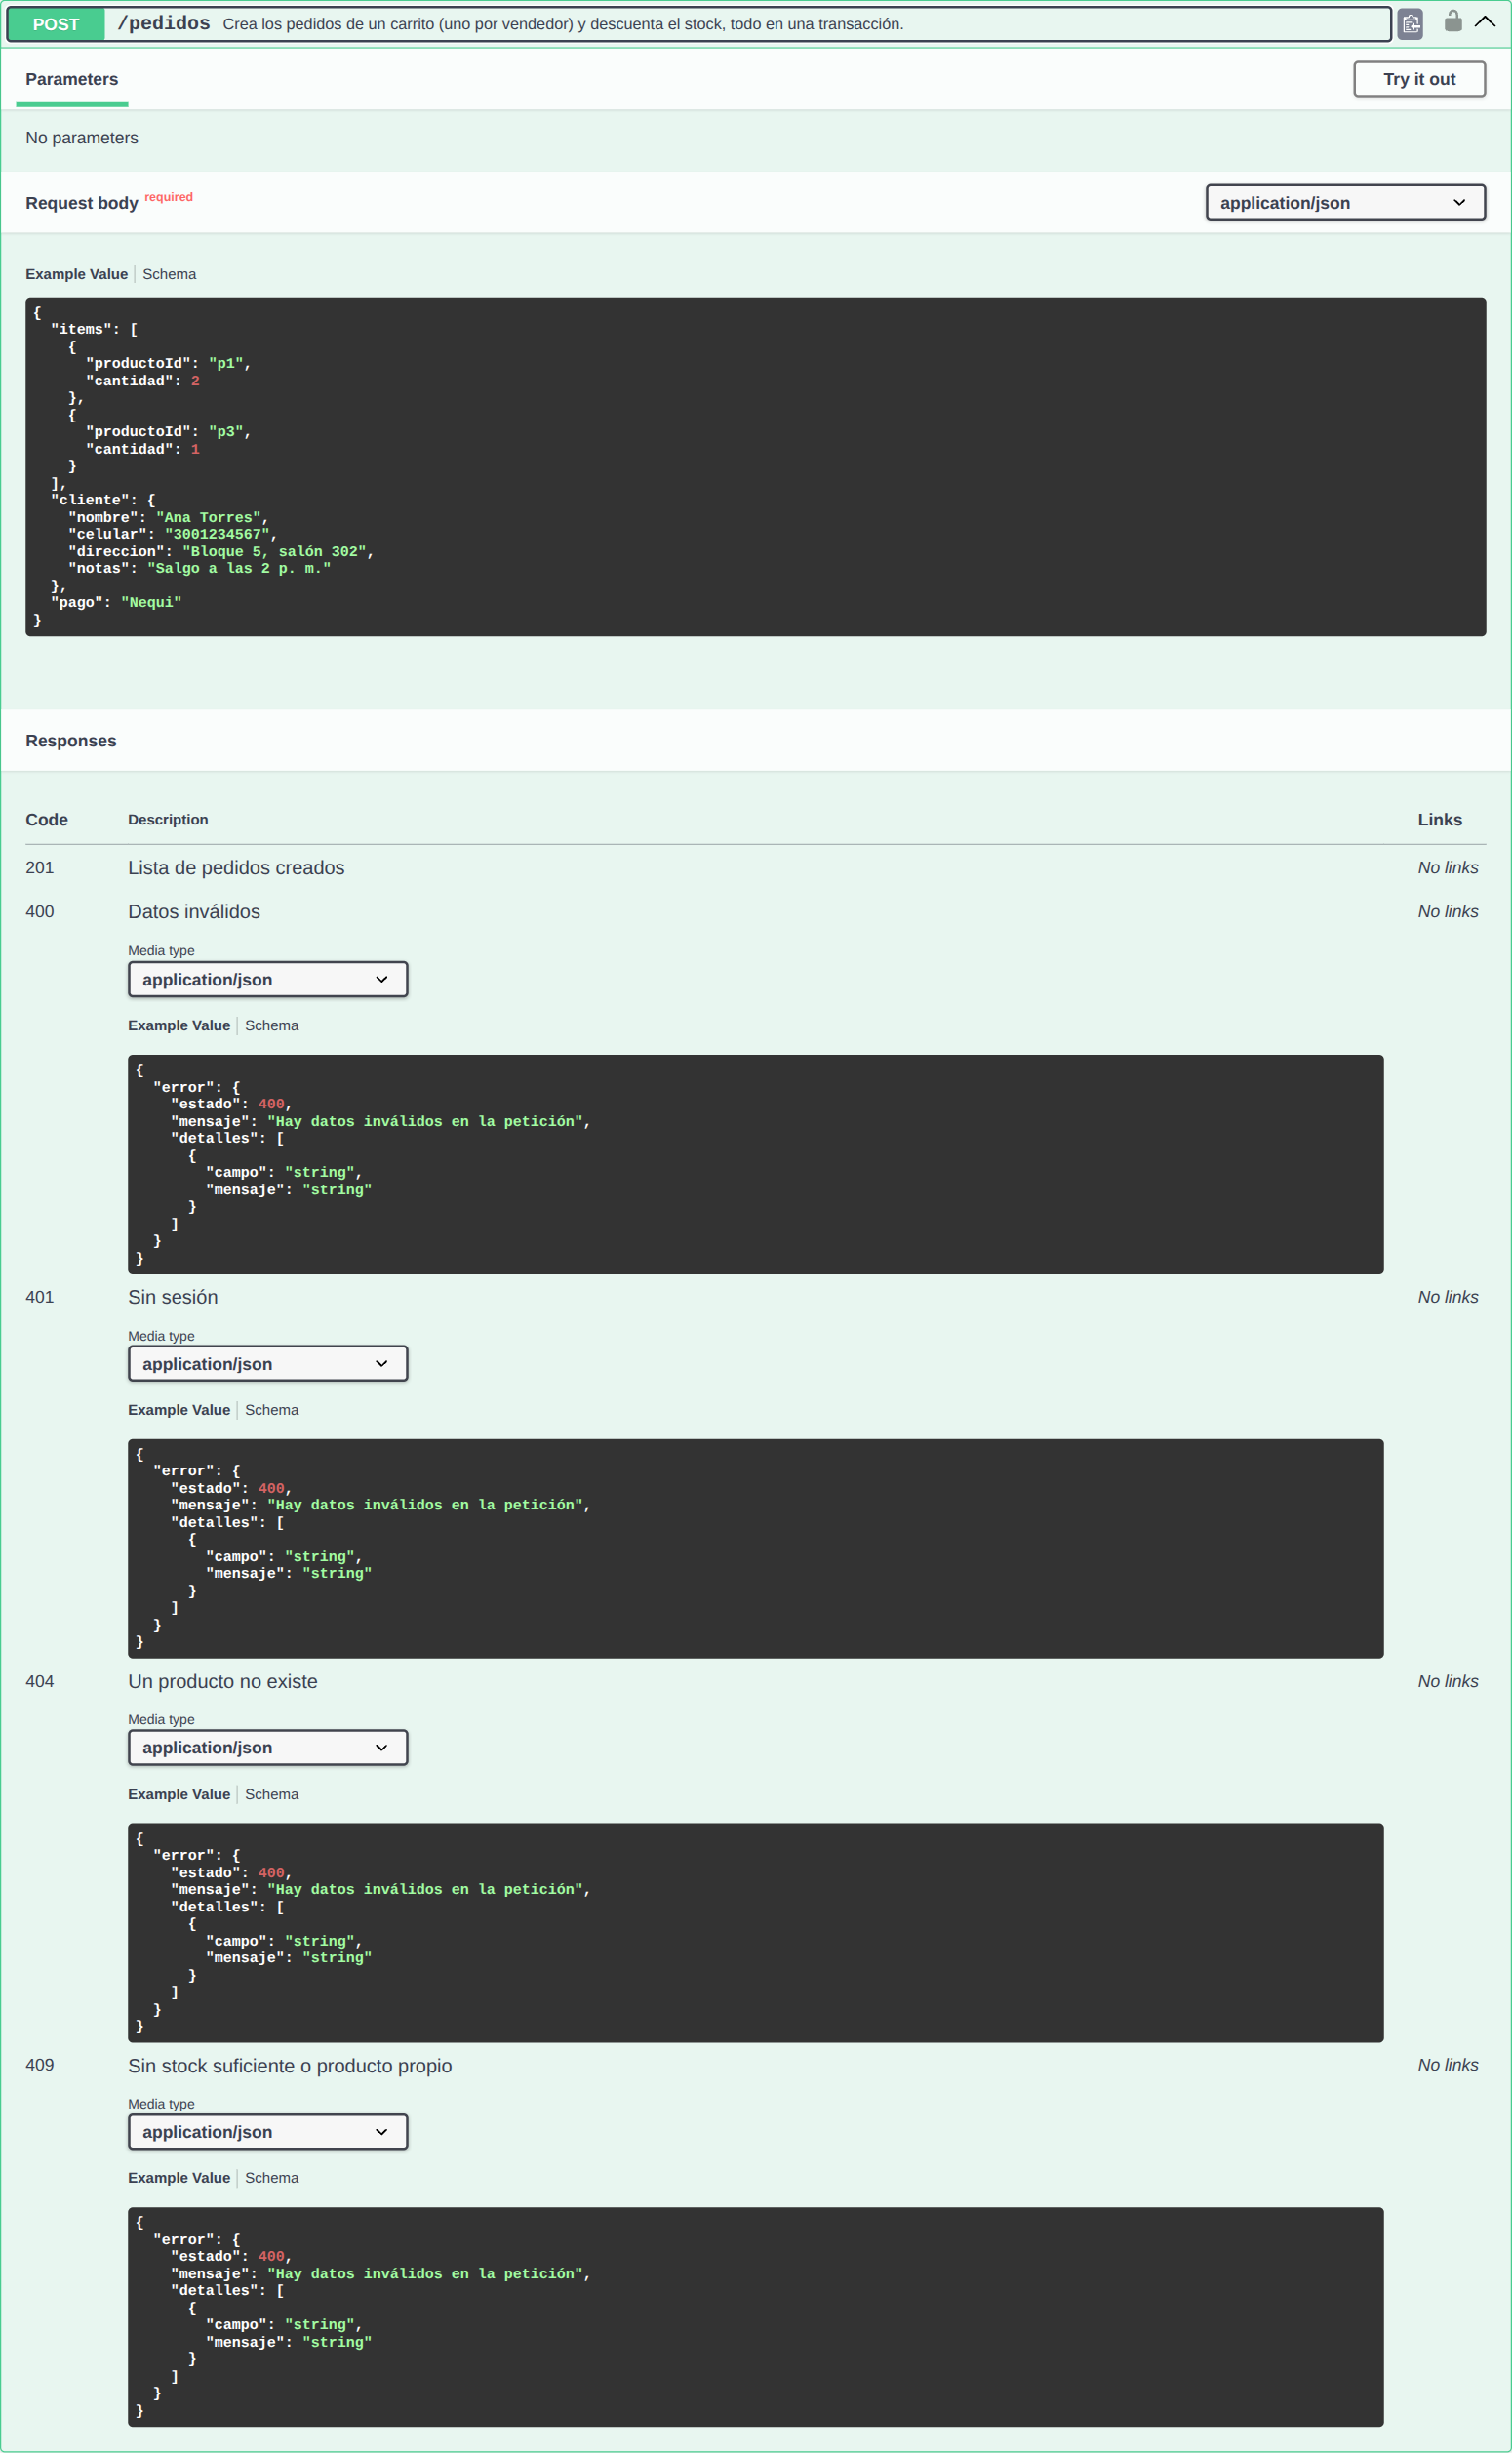 POST /pedidos Crea los pedidos de un carrito (uno por vendedor) y descuenta el stock, todo en una transacción.
Parameters
Try it out
No parameters
Request body required
application/json
Example Value Schema
{
  "items": [
    {
      "productoId": "p1",
      "cantidad": 2
    },
    {
      "productoId": "p3",
      "cantidad": 1
    }
  ],
  "cliente": {
    "nombre": "Ana Torres",
    "celular": "3001234567",
    "direccion": "Bloque 5, salón 302",
    "notas": "Salgo a las 2 p. m."
  },
  "pago": "Nequi"
}
Responses
Code Description Links
201 Lista de pedidos creados No links
400 Datos inválidos No links
Media type
application/json
Example Value Schema
{
  "error": {
    "estado": 400,
    "mensaje": "Hay datos inválidos en la petición",
    "detalles": [
      {
        "campo": "string",
        "mensaje": "string"
      }
    ]
  }
}
401 Sin sesión No links
Media type
application/json
Example Value Schema
{
  "error": {
    "estado": 400,
    "mensaje": "Hay datos inválidos en la petición",
    "detalles": [
      {
        "campo": "string",
        "mensaje": "string"
      }
    ]
  }
}
404 Un producto no existe No links
Media type
application/json
Example Value Schema
{
  "error": {
    "estado": 400,
    "mensaje": "Hay datos inválidos en la petición",
    "detalles": [
      {
        "campo": "string",
        "mensaje": "string"
      }
    ]
  }
}
409 Sin stock suficiente o producto propio No links
Media type
application/json
Example Value Schema
{
  "error": {
    "estado": 400,
    "mensaje": "Hay datos inválidos en la petición",
    "detalles": [
      {
        "campo": "string",
        "mensaje": "string"
      }
    ]
  }
}